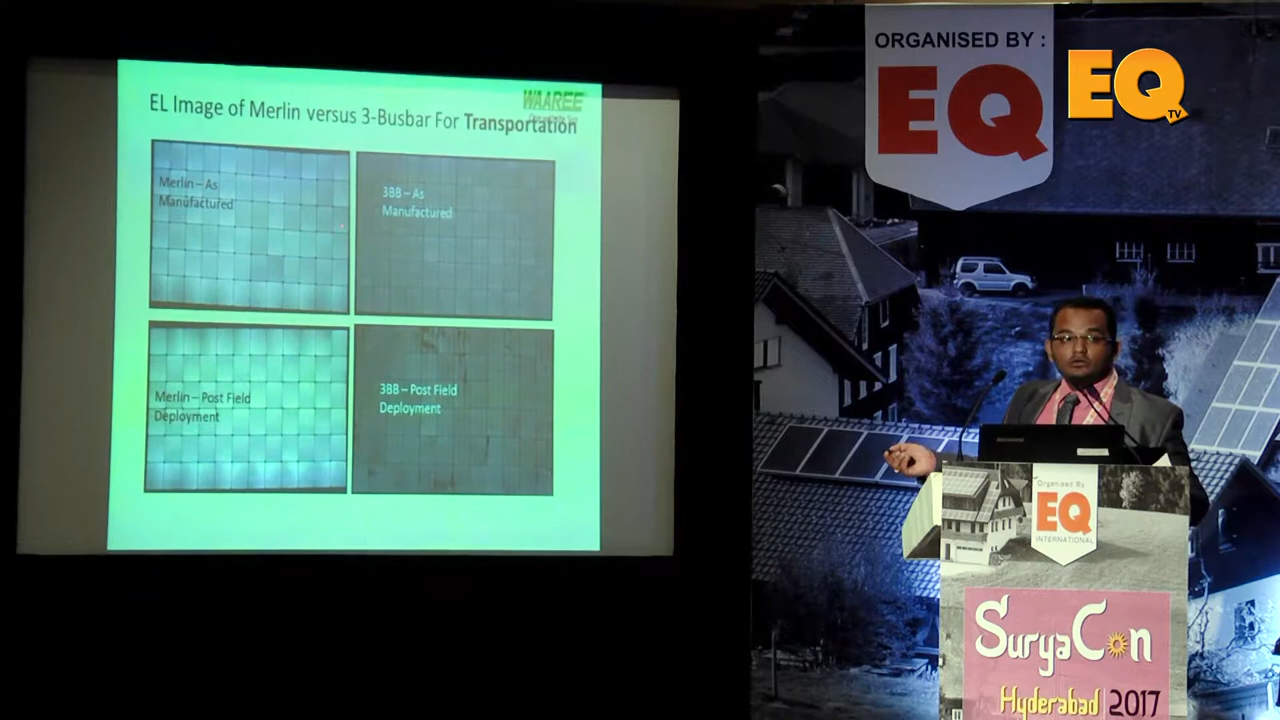 EL Image of Merlin versus 3-Busbar For Transportation
WAAREE
Merlin – As
Manufactured
3BB – As
Manufactured
Merlin – Post Field
Deployment
3BB – Post Field
Deployment
ORGANISED BY :
EQ
EQ
TV
Organised By
EQ
INTERNATIONAL
SuryaCon
Hyderabad 2017